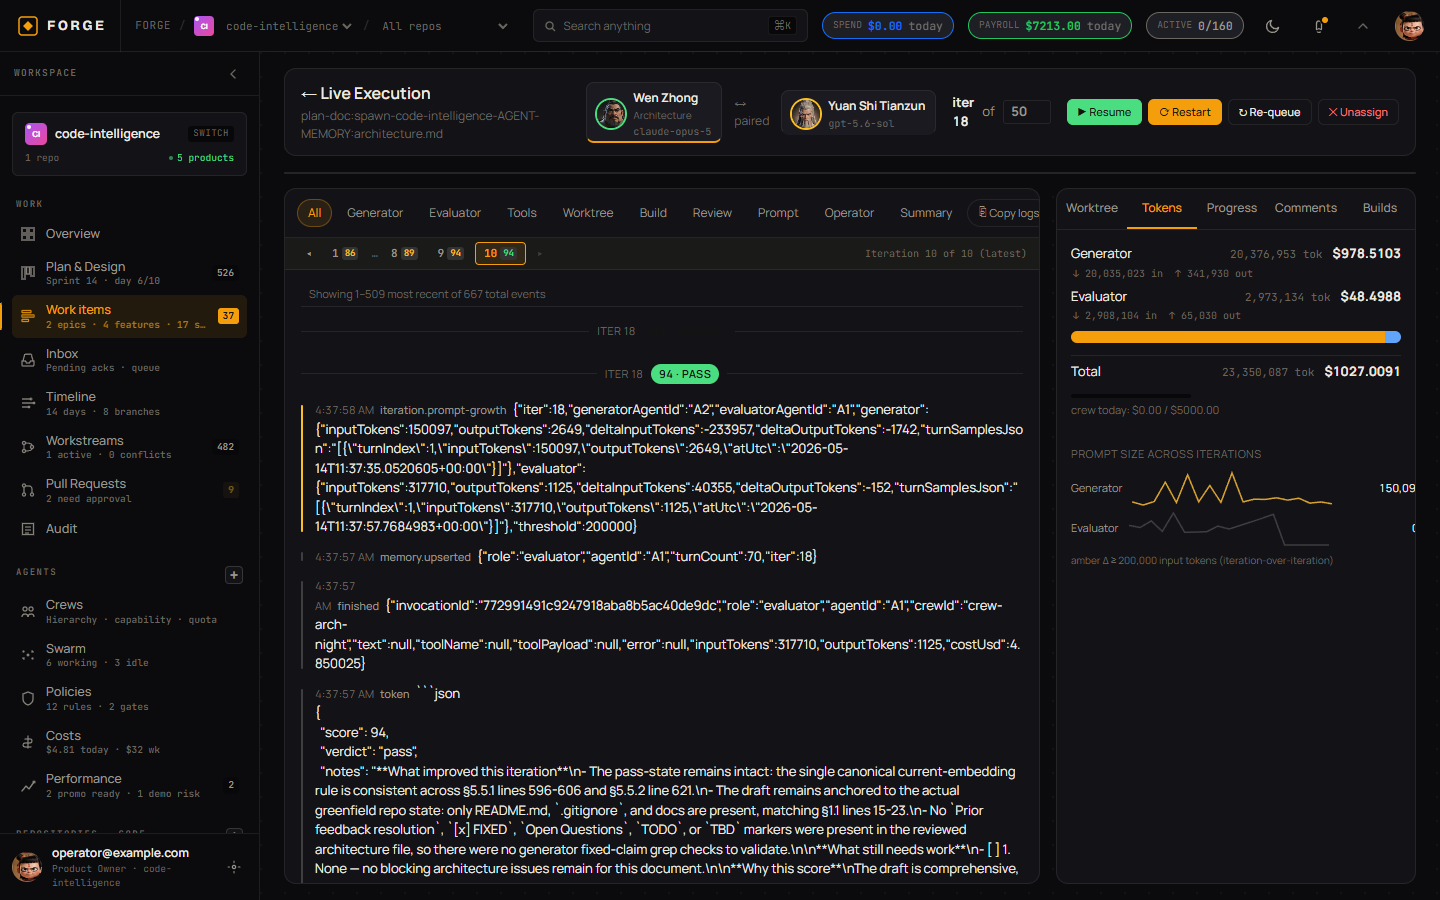 FORGE
FORGE / CI code-intelligence / All repos
Search anything ⌘K
SPEND $0.00 today
PAYROLL $7213.00 today
ACTIVE 0/160
WORKSPACE
CI code-intelligence SWITCH
1 repo 5 products
WORK
Overview
Plan & Design
Sprint 14 · day 6/10
526
Work items
2 epics · 4 features · 17 s…
37
Inbox
Pending acks · queue
Timeline
14 days · 8 branches
Workstreams
1 active · 0 conflicts
482
Pull Requests
2 need approval
9
Audit
AGENTS +
Crews
Hierarchy · capability · quota
Swarm
6 working · 3 idle
Policies
12 rules · 2 gates
Costs
$4.81 today · $32 wk
Performance
2 promo ready · 1 demo risk
2
operator@example.com
Product Owner · code-
intelligence
← Live Execution
plan-doc:spawn-code-intelligence-AGENT-
MEMORY:architecture.md
Wen Zhong
Architecture
claude-opus-5
↔
paired
Yuan Shi Tianzun
gpt-5.6-sol
iter
18
of 50
▶ Resume
↻ Restart
↻ Re-queue
✕ Unassign
All Generator Evaluator Tools Worktree Build Review Prompt Operator Summary Copy logs
1 86 … 8 89 9 94 10 94
Iteration 10 of 10 (latest)
Showing 1–509 most recent of 667 total events
ITER 18
ITER 18 94 · PASS
4:37:58 AM iteration.prompt-growth {"iter":18,"generatorAgentId":"A2","evaluatorAgentId":"A1","generator":
{"inputTokens":150097,"outputTokens":2649,"deltaInputTokens":-233957,"deltaOutputTokens":-1742,"turnSamplesJso
n":"[{\"turnIndex\":1,\"inputTokens\":150097,\"outputTokens\":2649,\"atUtc\":\"2026-05-
14T11:37:35.0520605+00:00\"}]"},"evaluator":
{"inputTokens":317710,"outputTokens":1125,"deltaInputTokens":40355,"deltaOutputTokens":-152,"turnSamplesJson":"
[{\"turnIndex\":1,\"inputTokens\":317710,\"outputTokens\":1125,\"atUtc\":\"2026-05-
14T11:37:57.7684983+00:00\"}]"},"threshold":200000}
4:37:57 AM memory.upserted {"role":"evaluator","agentId":"A1","turnCount":70,"iter":18}
4:37:57
AM finished {"invocationId":"772991491c9247918aba8b5ac40de9dc","role":"evaluator","agentId":"A1","crewId":"crew-
arch-
night","text":null,"toolName":null,"toolPayload":null,"error":null,"inputTokens":317710,"outputTokens":1125,"costUsd":4.
850025}
4:37:57 AM token ```json
{
"score": 94,
"verdict": "pass",
"notes": "**What improved this iteration**\n- The pass-state remains intact: the single canonical current-embedding
rule is consistent across §5.5.1 lines 596-606 and §5.5.2 line 621.\n- The draft remains anchored to the actual
greenfield repo state: only README.md, `.gitignore`, and docs are present, matching §1.1 lines 15-23.\n- No `Prior
feedback resolution`, `[x] FIXED`, `Open Questions`, `TODO`, or `TBD` markers were present in the reviewed
architecture file, so there were no generator fixed-claim grep checks to validate.\n\n**What still needs work**\n- [ ] 1.
None — no blocking architecture issues remain for this document.\n\n**Why this score**\nThe draft is comprehensive,
Worktree Tokens Progress Comments Builds
Generator 20,376,953 tok $978.5103
↓ 20,035,023 in ↑ 341,930 out
Evaluator 2,973,134 tok $48.4988
↓ 2,908,104 in ↑ 65,030 out
Total 23,350,087 tok $1027.0091
crew today: $0.00 / $5000.00
PROMPT SIZE ACROSS ITERATIONS
Generator 150,09
Evaluator
amber Δ ≥ 200,000 input tokens (iteration-over-iteration)